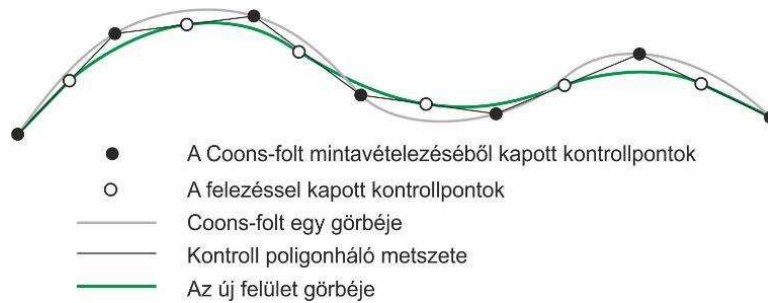 A Coons-folt mintavételezéséből kapott kontrollpontok
A felezéssel kapott kontrollpontok
Coons-folt egy görbéje
Kontroll poligonháló metszete
Az új felület görbéje